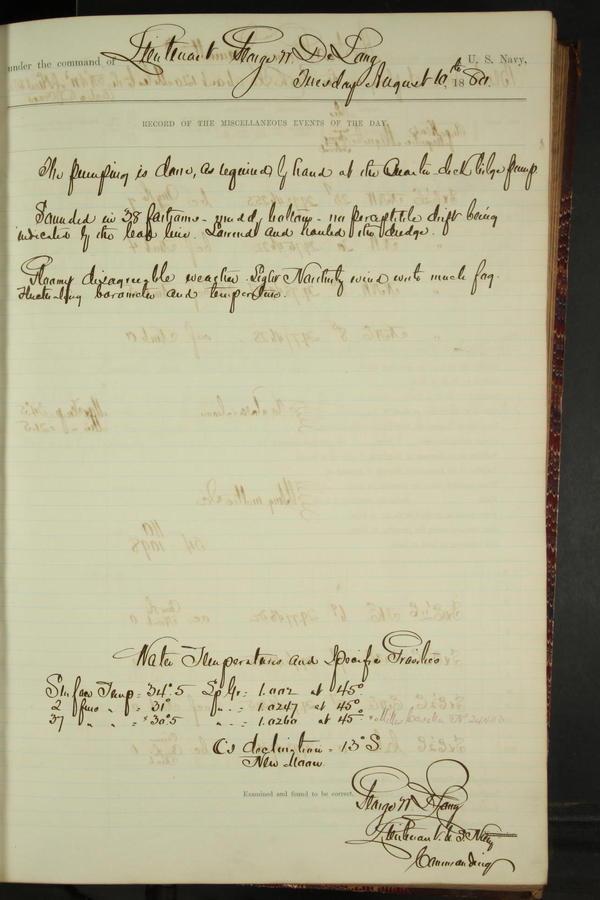 under the command of Lieutenant George W. De Long U. S. Navy,
Tuesday August 10th 1880
RECORD OF THE MISCELLANEOUS EVENTS OF THE DAY.
The pumping is done, as required by hand at the Quarter deck bilge pump.
Sounded in 38 fathoms - muddy bottom - no perceptible drift being
indicated by the lead line. Lowered and hauled the dredge.
Gloomy disagreeable weather. Light Northerly wind with much fog.
Fluctuating barometer and temperature.
Water Temperatures and Specific Gravities
Surface Temp = 34°.5 Sp Gr = 1.002 at 45°
2 fms " = 31° " " = 1.0247 at 45°
37 " " = 30°5 " " = 1.0260 at 45°
C's declination = 13° S.
New Moon
Examined and found to be correct.
George W. De Long
Lieutenant U.S. Navy
Commanding